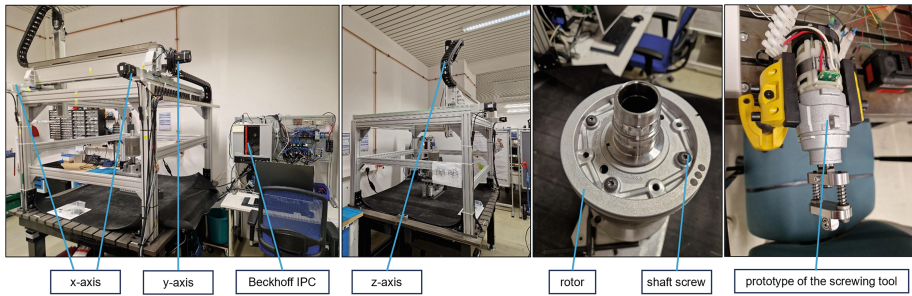 x-axis
y-axis
Beckhoff IPC
z-axis
rotor
shaft screw
prototype of the screwing tool